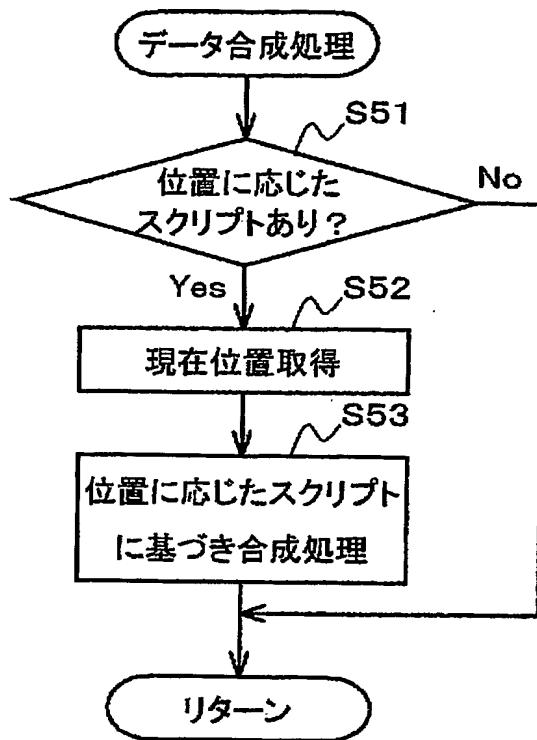 データ合成処理
S51
位置に応じた
スクリプトあり？
No
Yes
S52
現在位置取得
S53
位置に応じたスクリプト
に基づき合成処理
リターン